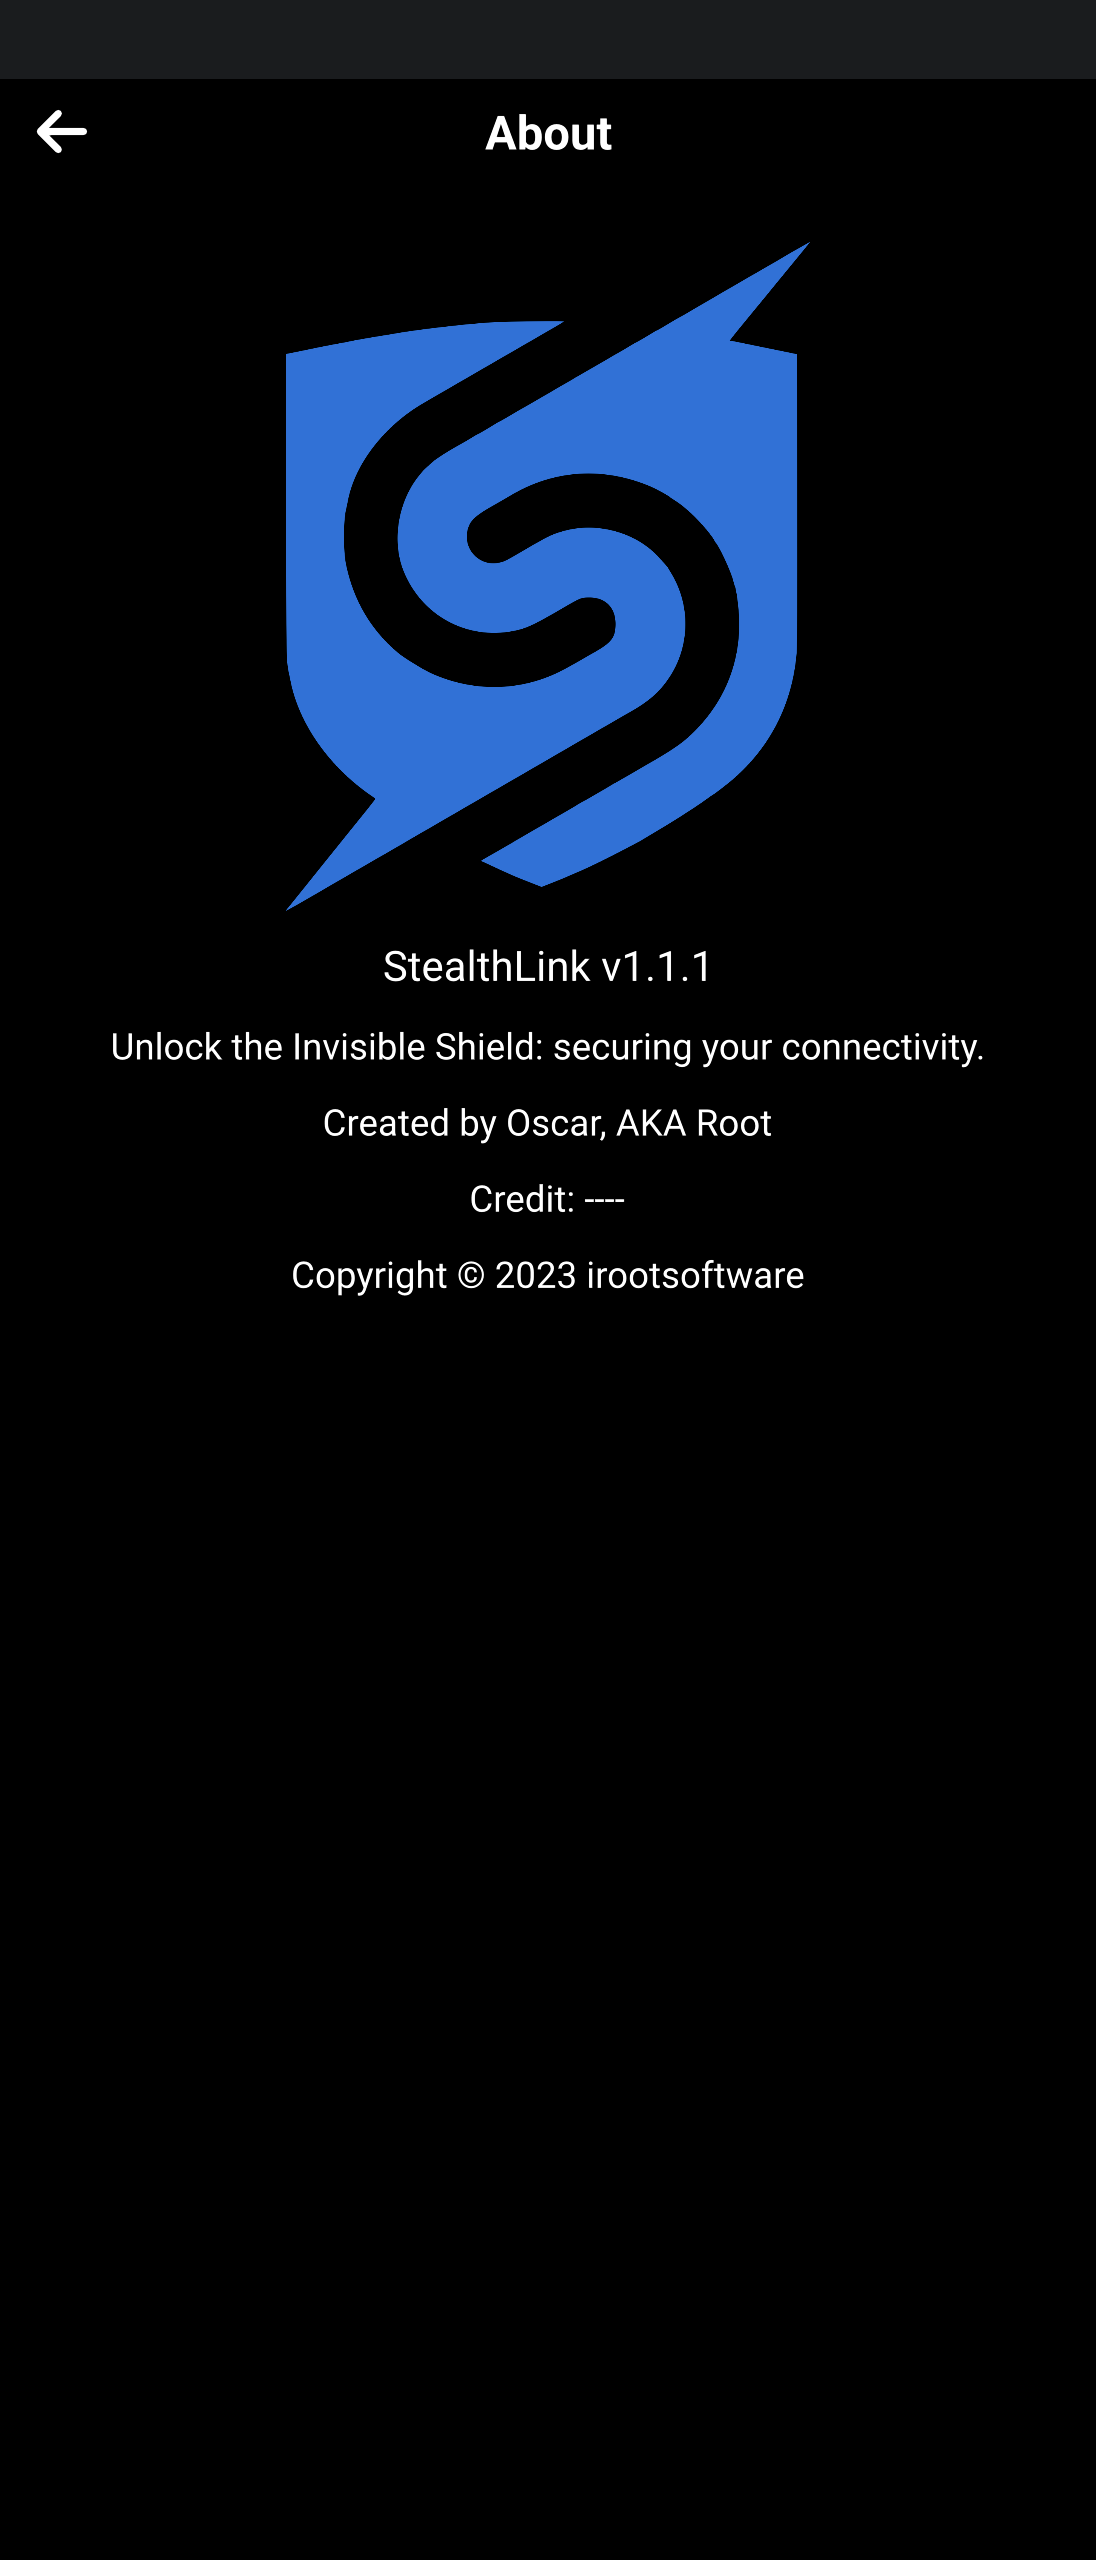 About
StealthLink v1.1.1
Unlock the Invisible Shield: securing your connectivity.
Created by Oscar, AKA Root
Credit: ----
Copyright © 2023 irootsoftware